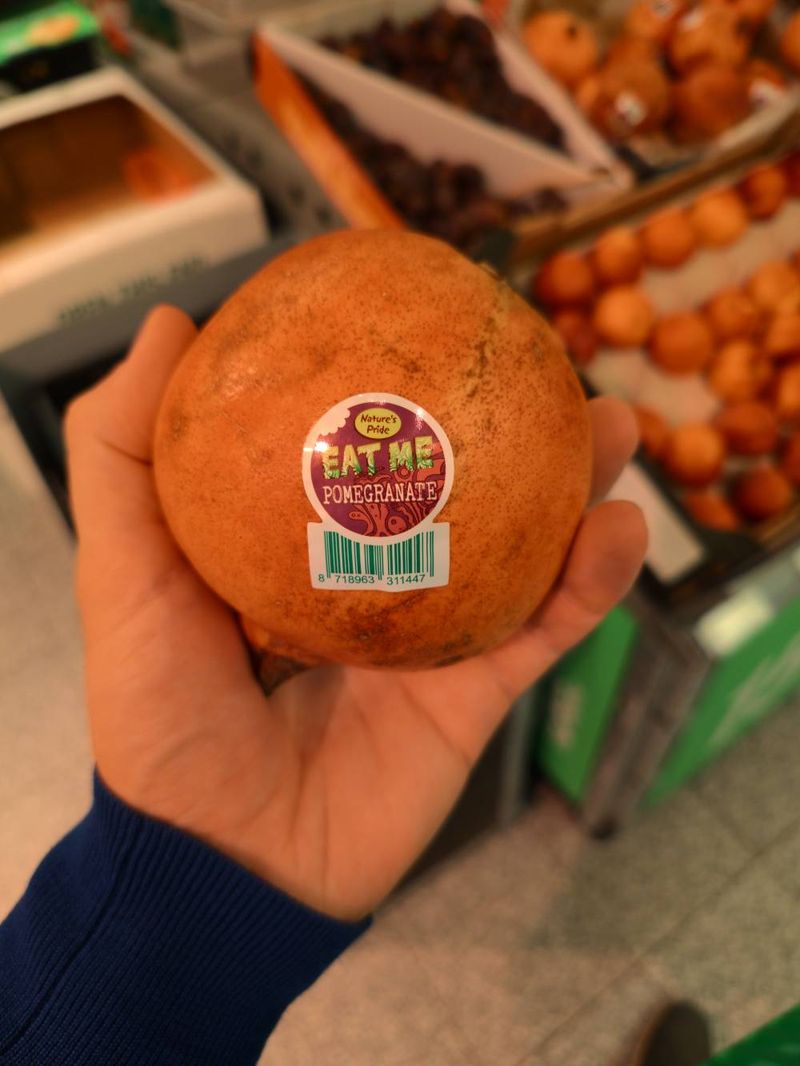 Nature's
Pride
EAT ME
POMEGRANATE
8 718963 311447